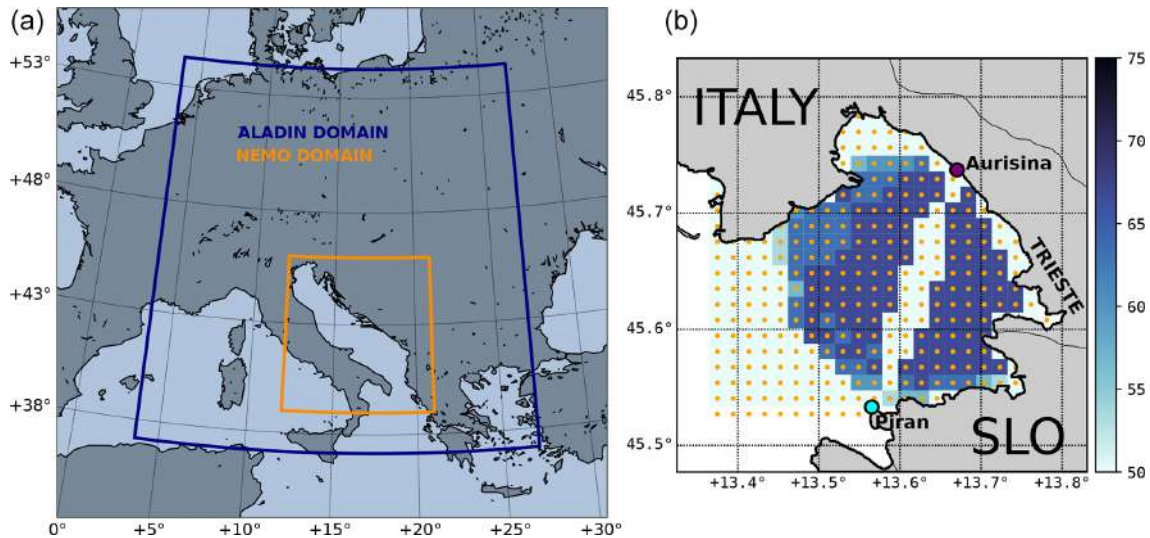 (a)
+53°
+48°
+43°
+38°
ALADIN DOMAIN
NEMO DOMAIN
0°
+5°
+10°
+15°
+20°
+25°
+30°
(b)
45.8°
45.7°
45.6°
45.5°
ITALY
Aurisina
TRIESTE
Piran
SLO
+13.4°
+13.5°
+13.6°
+13.7°
+13.8°
75
70
65
60
55
50